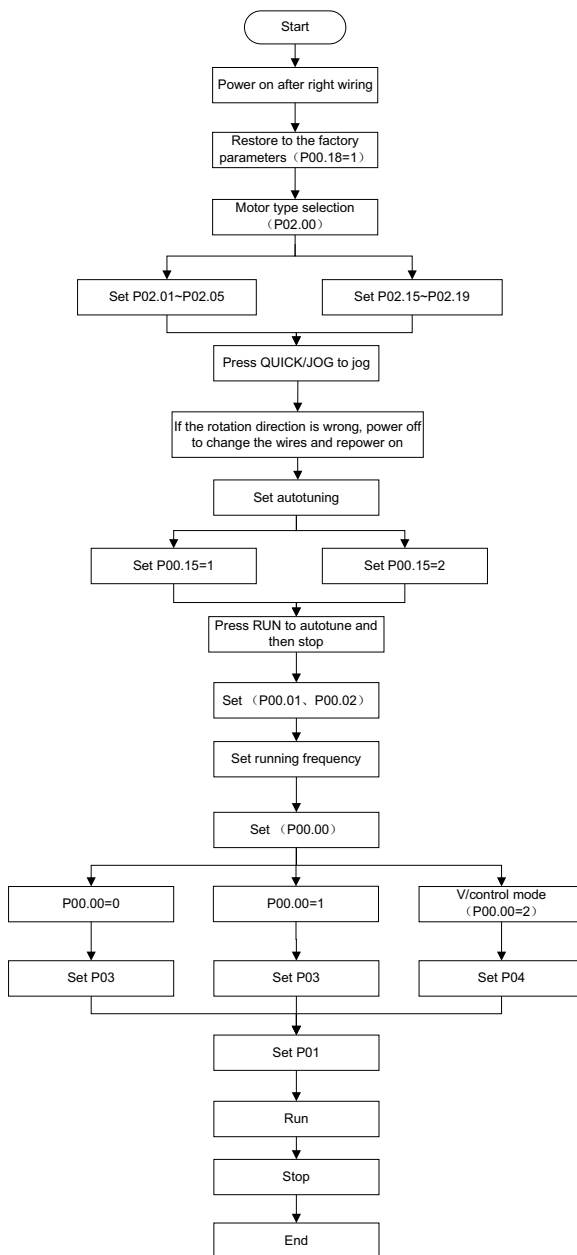 Start
Power on after right wiring
Restore to the factory
parameters（P00.18=1）
Motor type selection
（P02.00）
Set P02.01~P02.05
Set P02.15~P02.19
Press QUICK/JOG to jog
If the rotation direction is wrong, power off
to change the wires and repower on
Set autotuning
Set P00.15=1
Set P00.15=2
Press RUN to autotune and
then stop
Set （P00.01、P00.02）
Set running frequency
Set （P00.00）
P00.00=0
P00.00=1
V/control mode
（P00.00=2）
Set P03
Set P03
Set P04
Set P01
Run
Stop
End